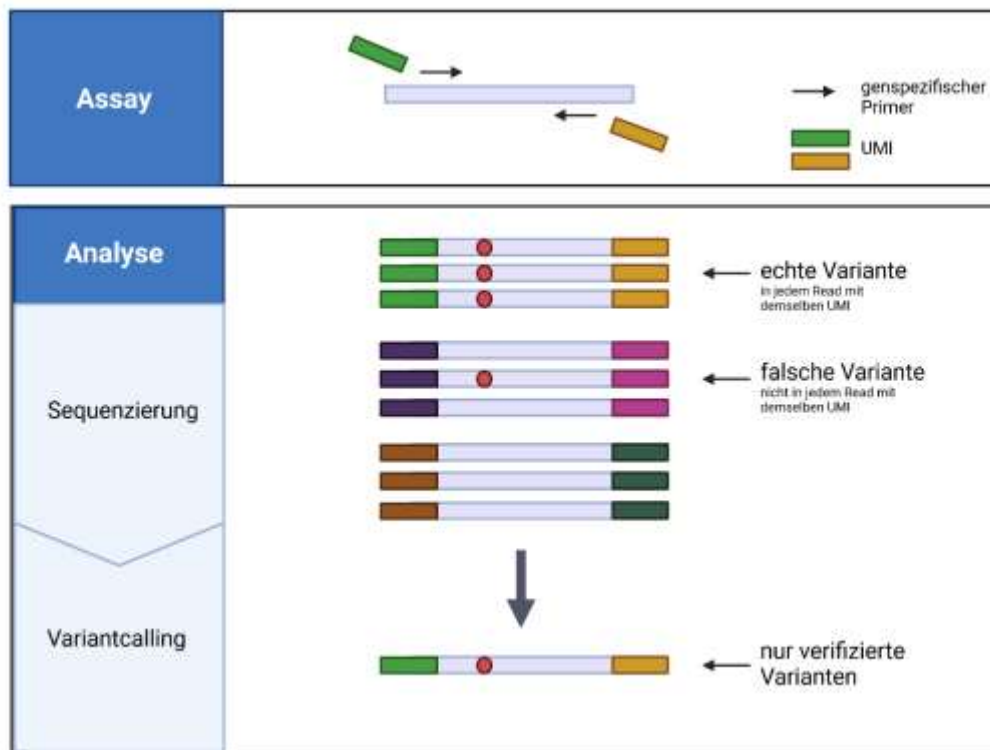 Assay
genspezifischer
Primer
UMI
Analyse
echte Variante
in jedem Read mit
demselben UMI
falsche Variante
nicht in jedem Read mit
demselben UMI
Sequenzierung
Variantcalling
nur verifizierte
Varianten